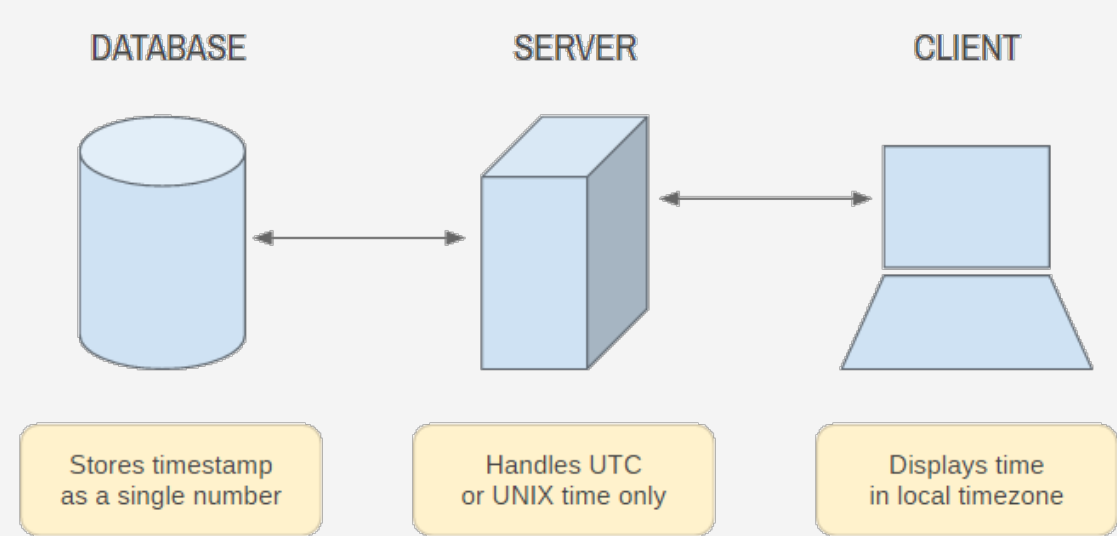 DATABASE
SERVER
CLIENT
Stores timestamp
as a single number
Handles UTC
or UNIX time only
Displays time
in local timezone